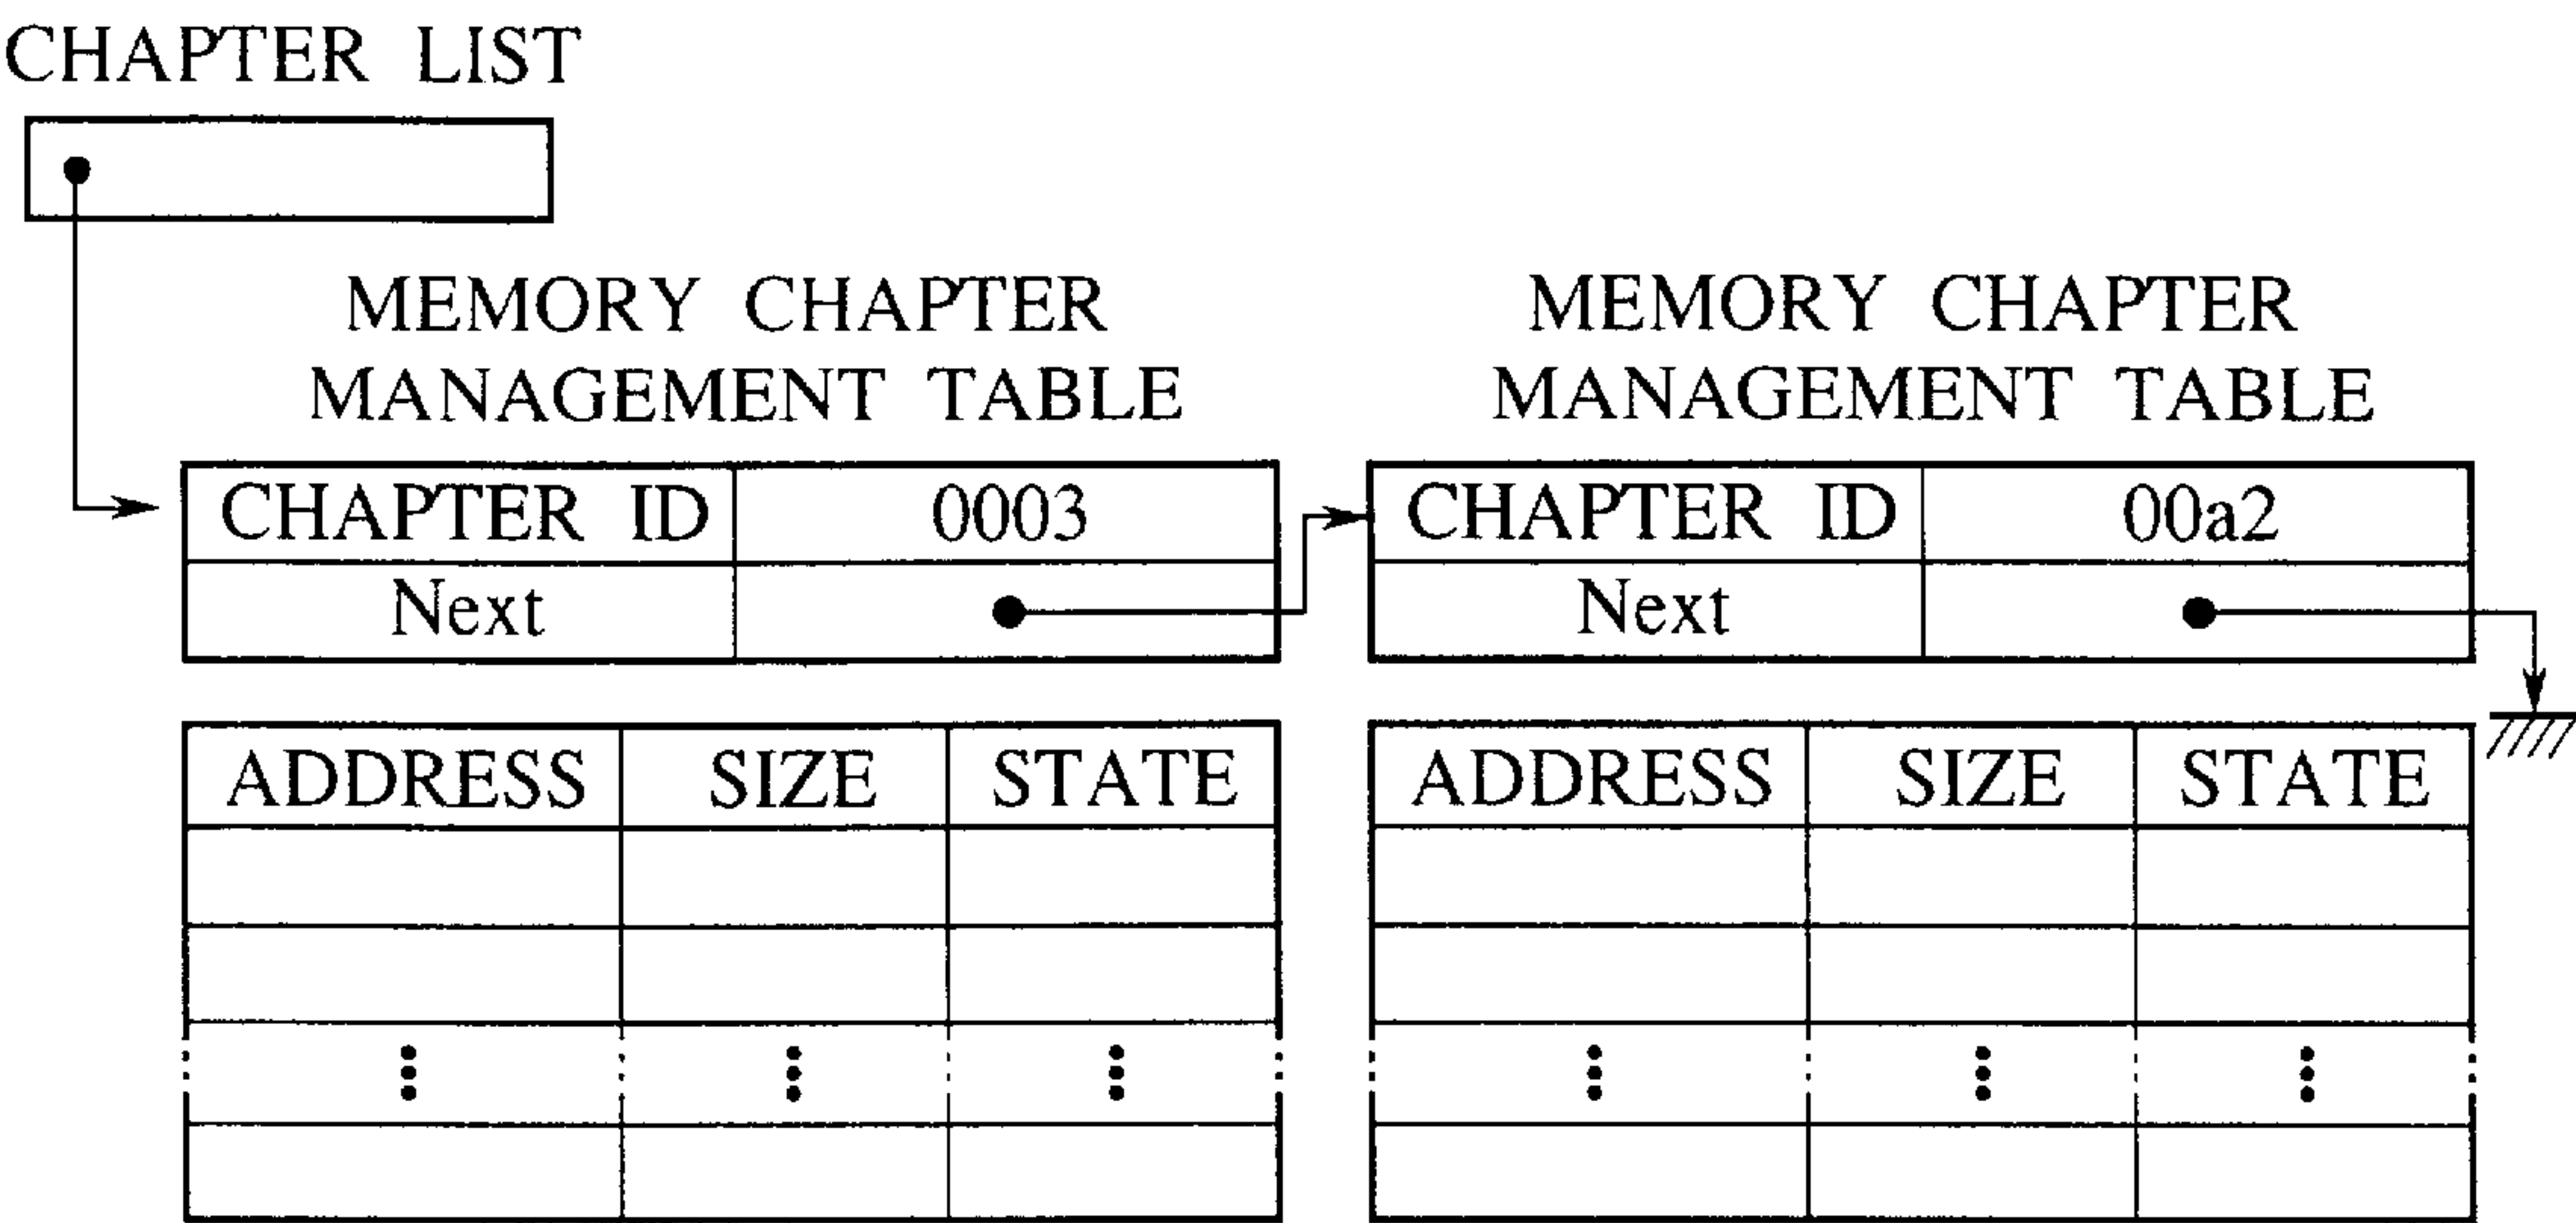 CHAPTER LIST
MEMORY CHAPTER
MANAGEMENT TABLE
CHAPTER ID 0003
Next
ADDRESS SIZE STATE
MEMORY CHAPTER
MANAGEMENT TABLE
CHAPTER ID 00a2
Next
ADDRESS SIZE STATE